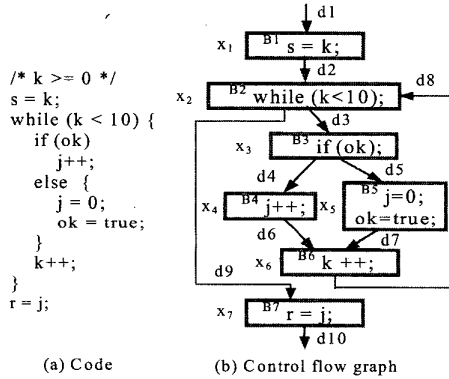 /* k >= 0 */
s = k;
while (k < 10) {
if (ok)
j++;
else {
j = 0;
ok = true;
}
k++;
}
r = j;
(a) Code
d1
x1
B1 s = k;
d2
d8
x2
B2 while (k<10);
d3
x3
B3 if (ok);
d4
d5
x4
B4 j++;
x5
B5 j=0;
ok=true;
d6
d7
x6
B6 k ++;
d9
x7
B7 r = j;
d10
(b) Control flow graph